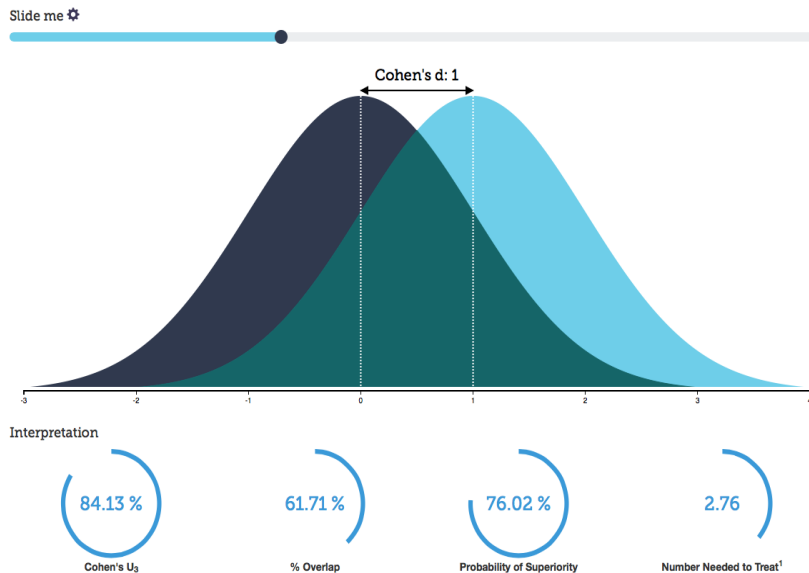 Slide me
Cohen's d: 1
-3 -2 -1 0 1 2 3 4
Interpretation
84.13 % 61.71 % 76.02 % 2.76
Cohen's U₃ % Overlap Probability of Superiority Number Needed to Treat¹